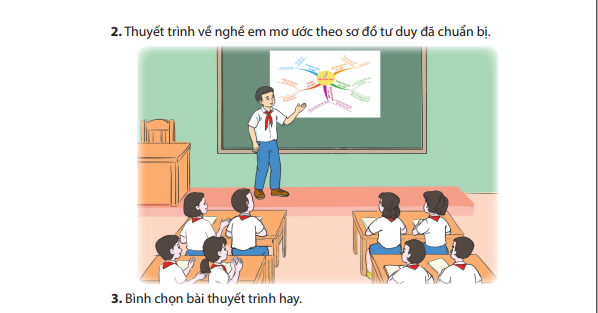 2. Thuyết trình về nghề em mơ ước theo sơ đồ tư duy đã chuẩn bị.
3. Bình chọn bài thuyết trình hay.